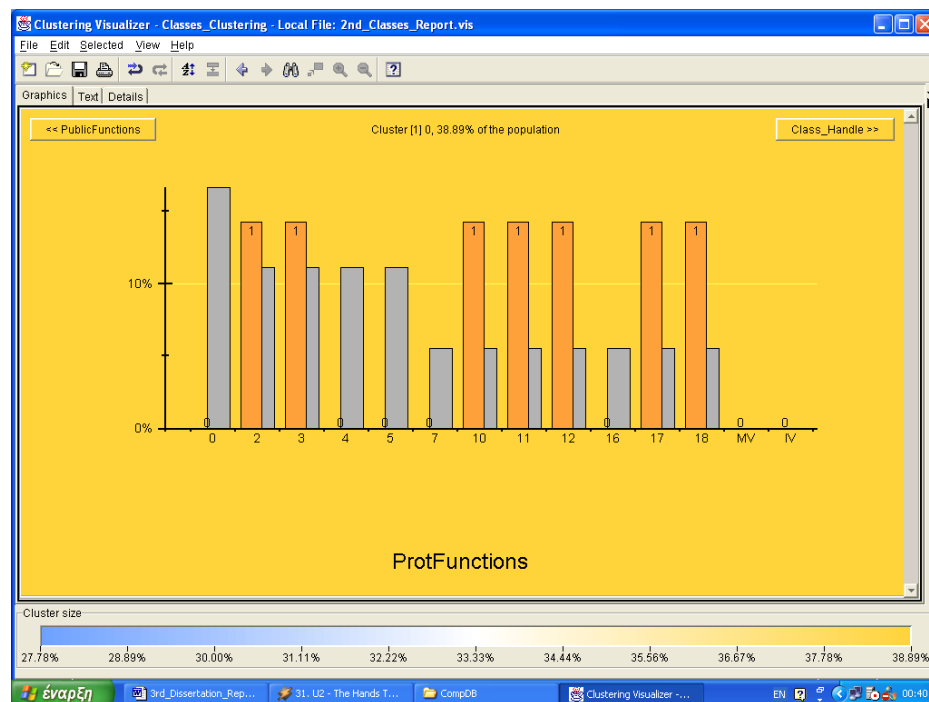 Clustering Visualizer - Classes_Clustering - Local File: 2nd_Classes_Report.vis
File Edit Selected View Help
Graphics Text Details
<< PublicFunctions Cluster [1] 0, 38.89% of the population Class_Handle >>
1 1 1 1 1 1 1
10%
0 0 0 0 0 0 0
0%
0 2 3 4 5 7 10 11 12 16 17 18 MV IV
ProtFunctions
Cluster size
27.78% 28.89% 30.00% 31.11% 32.22% 33.33% 34.44% 35.56% 36.67% 37.78% 38.89%
έναρξη 3rd_Dissertation_Rep... 31. U2 - The Hands T... CompDB Clustering Visualizer -... EN 00:40